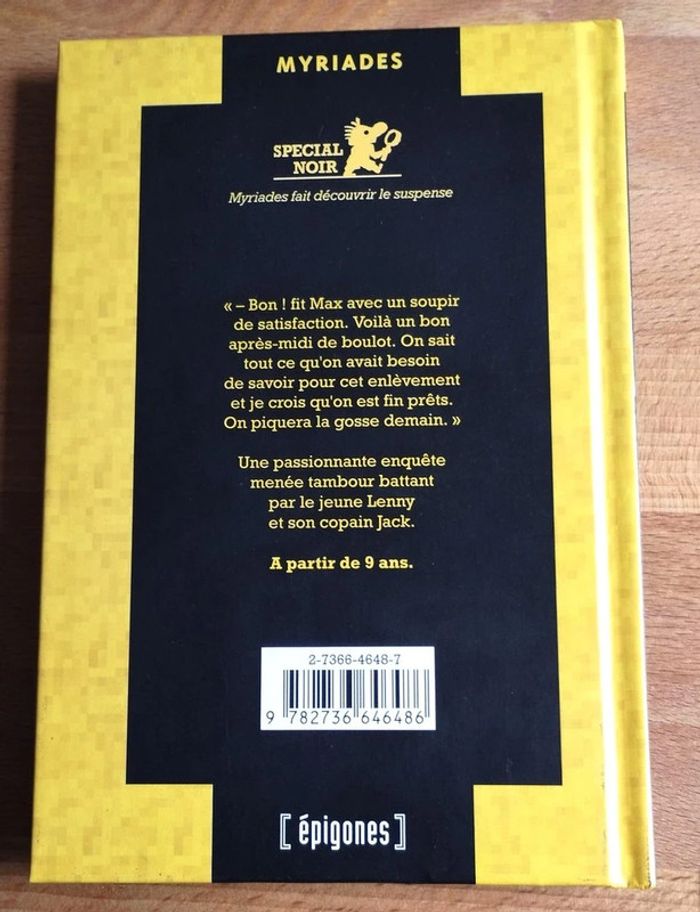 MYRIADES
SPECIAL
NOIR
Myriades fait découvrir le suspense
« – Bon ! fit Max avec un soupir
de satisfaction. Voilà un bon
après-midi de boulot. On sait
tout ce qu'on avait besoin
de savoir pour cet enlèvement
et je crois qu'on est fin prêts.
On piquera la gosse demain. »
Une passionnante enquête
menée tambour battant
par le jeune Lenny
et son copain Jack.
A partir de 9 ans.
2-7366-4648-7
9 782736 646486
[épigones]